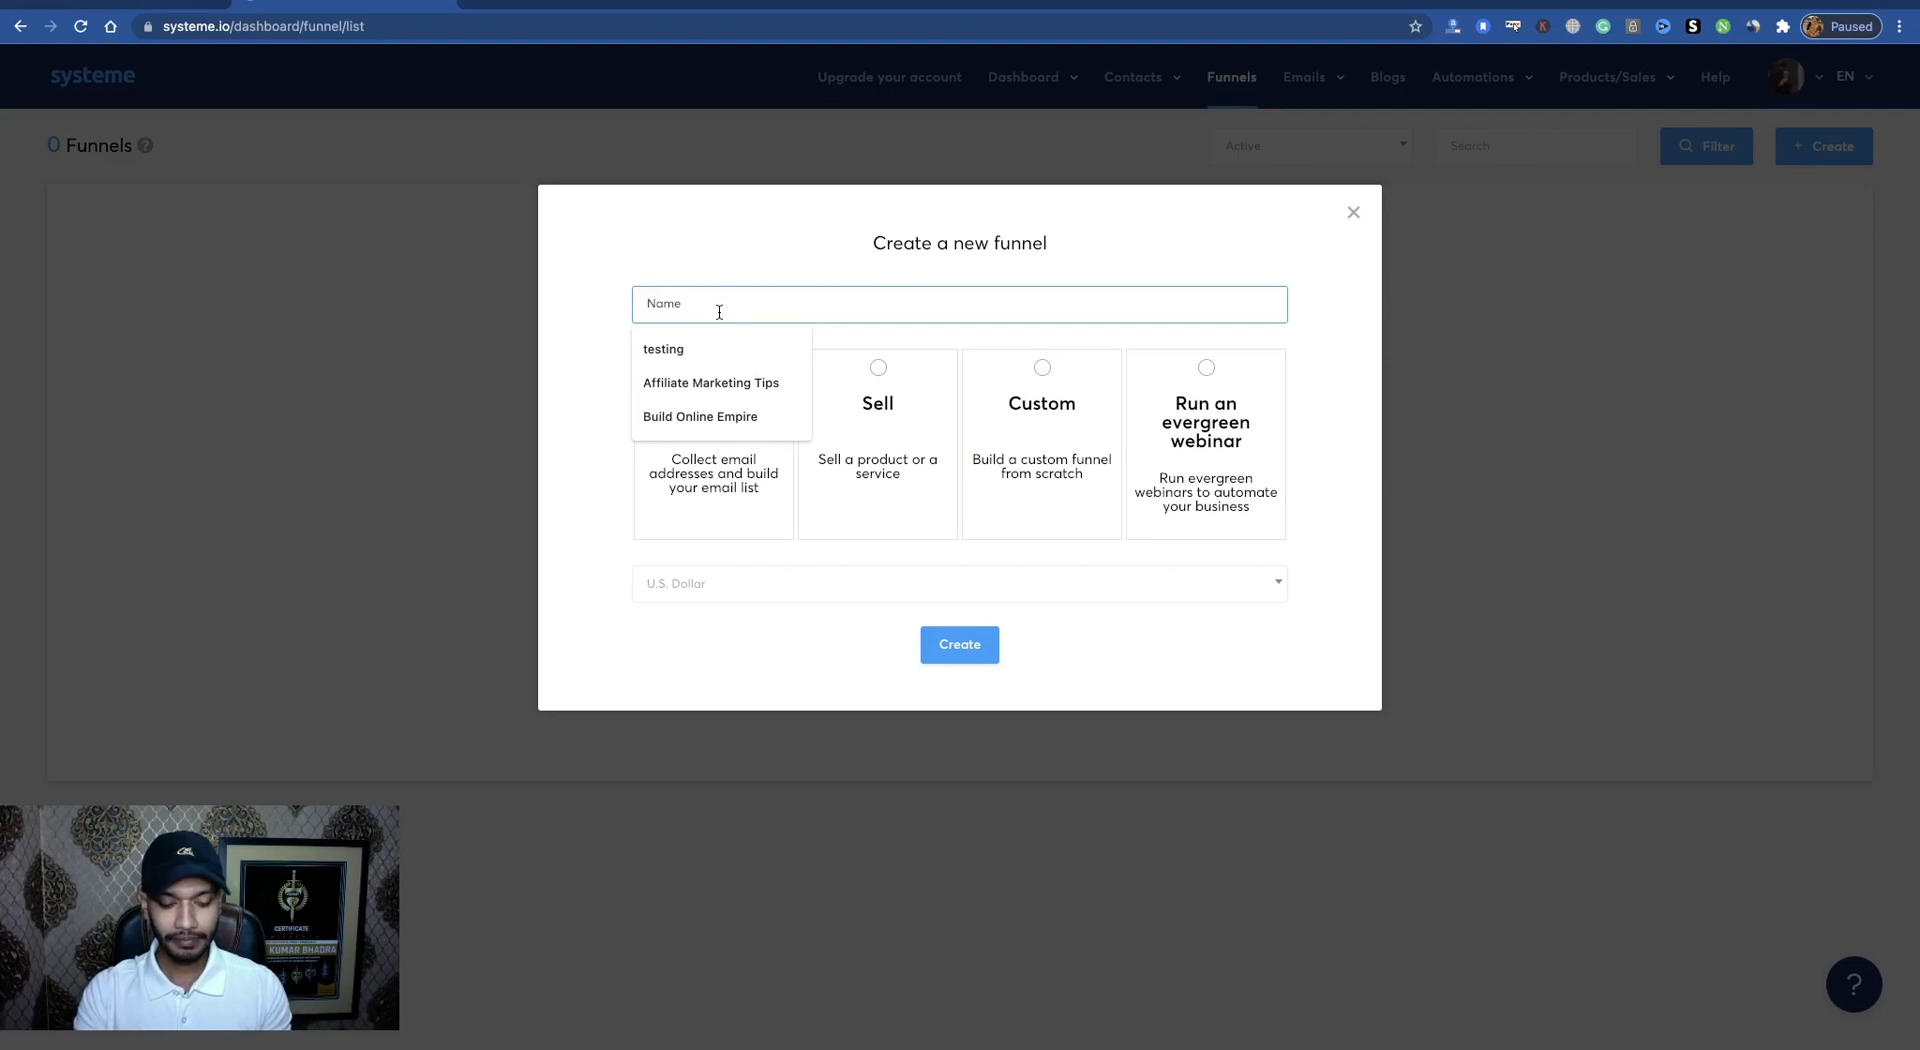 systeme.io/dashboard/funnel/list
Paused
systeme
Upgrade your account
Dashboard
Contacts
Funnels
Emails
Blogs
Automations
Products/Sales
Help
EN
0 Funnels ?
Active
Search
Filter
+ Create
×
Create a new funnel
Name
testing
Affiliate Marketing Tips
Build Online Empire
Collect email
addresses and build
your email list
Sell
Sell a product or a
service
Custom
Build a custom funnel
from scratch
Run an
evergreen
webinar
Run evergreen
webinars to automate
your business
U.S. Dollar
Create
CERTIFICATE
KUMAR BHADRA
?